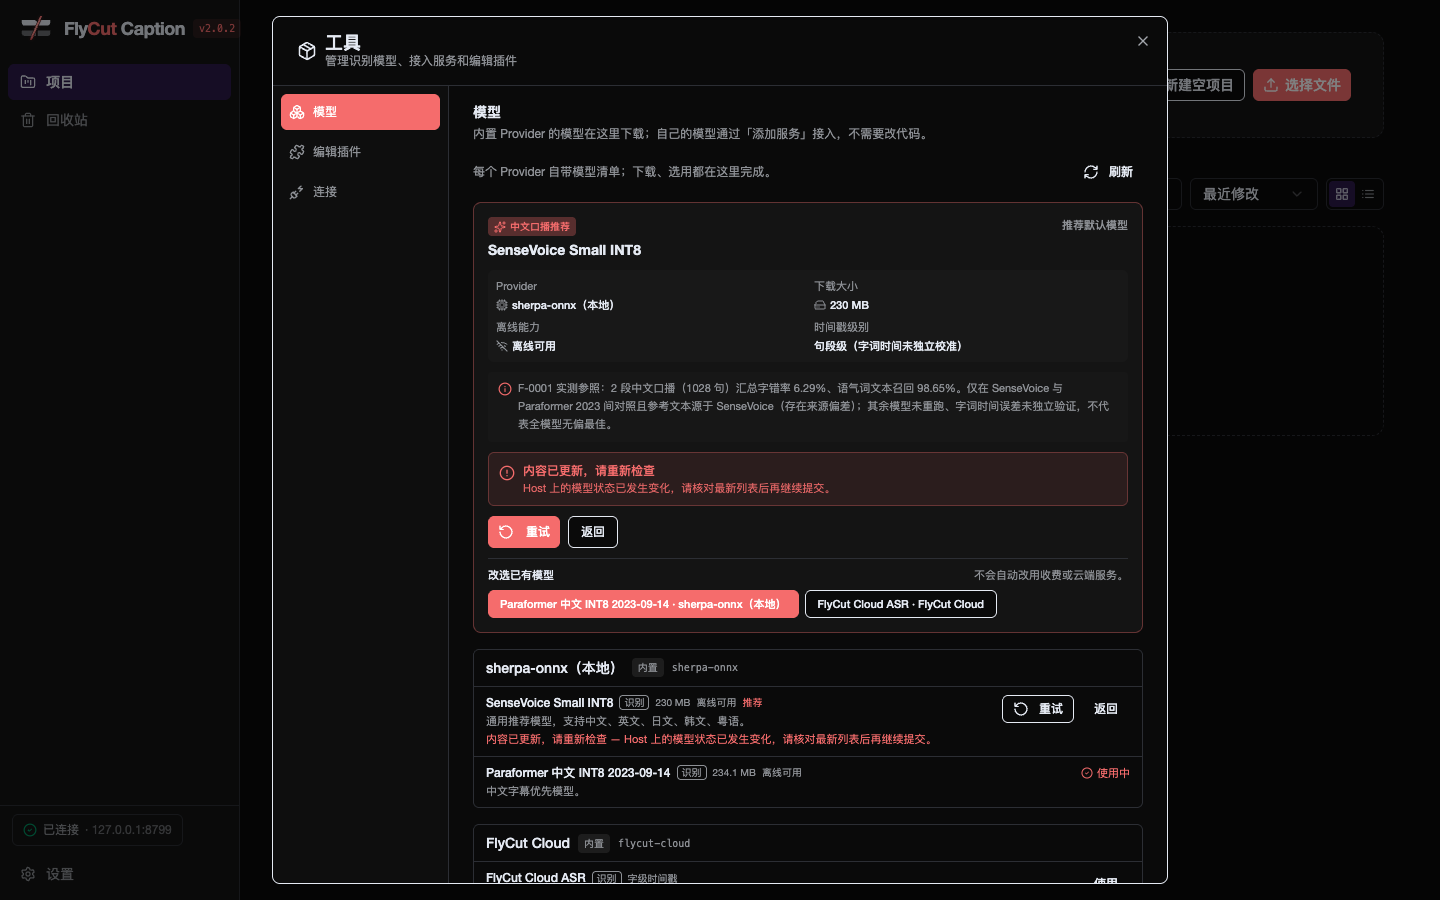 FlyCut Caption v2.0.2
项目
回收站
已连接 · 127.0.0.1:8799
设置
新建空项目
选择文件
最近修改
工具
管理识别模型、接入服务和编辑插件
模型
编辑插件
连接
模型
内置 Provider 的模型在这里下载；自己的模型通过「添加服务」接入，不需要改代码。
每个 Provider 自带模型清单；下载、选用都在这里完成。
刷新
中文口播推荐
推荐默认模型
SenseVoice Small INT8
Provider
sherpa-onnx（本地）
下载大小
230 MB
离线能力
离线可用
时间戳级别
句段级（字词时间未独立校准）
F-0001 实测参照：2 段中文口播（1028 句）汇总字错率 6.29%、语气词文本召回 98.65%。仅在 SenseVoice 与
Paraformer 2023 间对照且参考文本源于 SenseVoice（存在来源偏差）；其余模型未重跑、字词时间误差未独立验证，不代
表全模型无偏最佳。
内容已更新，请重新检查
Host 上的模型状态已发生变化，请核对最新列表后再继续提交。
重试
返回
改选已有模型
不会自动改用收费或云端服务。
Paraformer 中文 INT8 2023-09-14 · sherpa-onnx（本地）
FlyCut Cloud ASR · FlyCut Cloud
sherpa-onnx（本地） 内置 sherpa-onnx
SenseVoice Small INT8 识别 230 MB 离线可用 推荐
通用推荐模型，支持中文、英文、日文、韩文、粤语。
内容已更新，请重新检查 — Host 上的模型状态已发生变化，请核对最新列表后再继续提交。
重试
返回
Paraformer 中文 INT8 2023-09-14 识别 234.1 MB 离线可用
中文字幕优先模型。
使用中
FlyCut Cloud 内置 flycut-cloud
FlyCut Cloud ASR 识别 字级时间戳
使用